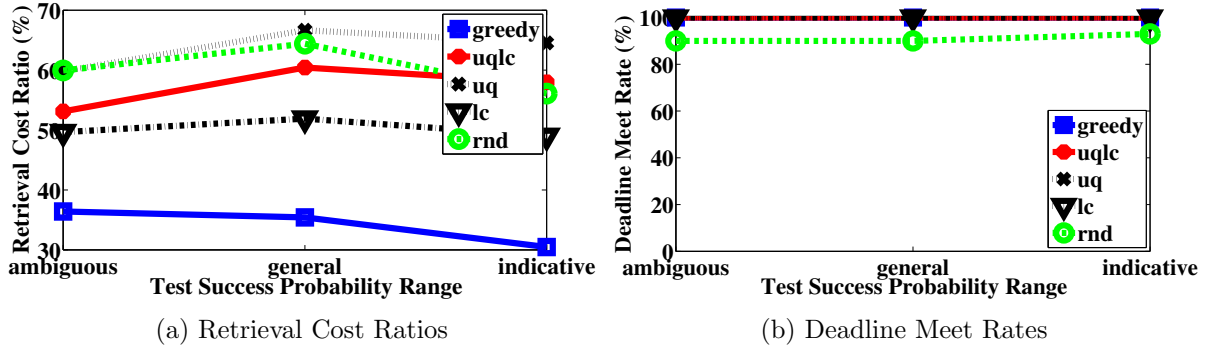 70
60
50
40
30
Retrieval Cost Ratio (%)
greedy
uqlc
uq
lc
rnd
ambiguous general indicative
Test Success Probability Range
(a) Retrieval Cost Ratios
100
80
60
40
20
0
Deadline Meet Rate (%)
greedy
uqlc
uq
lc
rnd
ambiguous general indicative
Test Success Probability Range
(b) Deadline Meet Rates